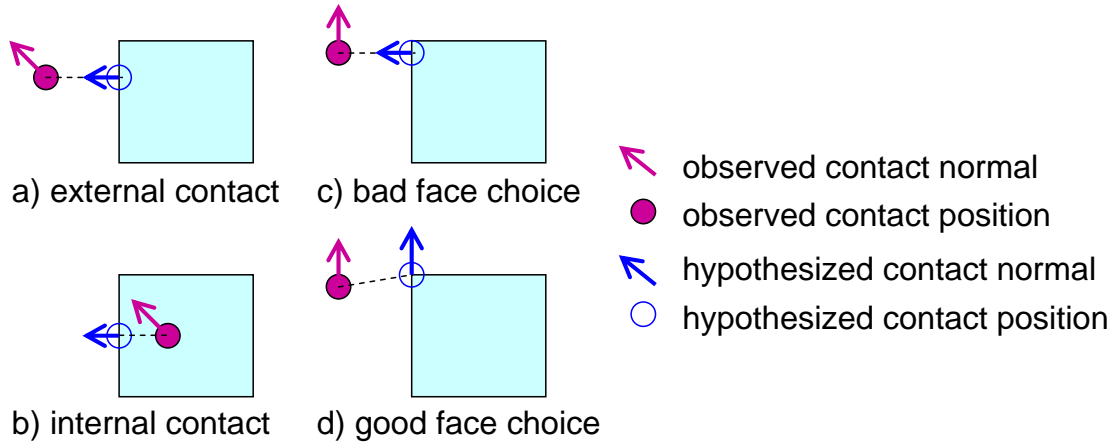 a) external contact
c) bad face choice
b) internal contact
d) good face choice
observed contact normal
observed contact position
hypothesized contact normal
hypothesized contact position